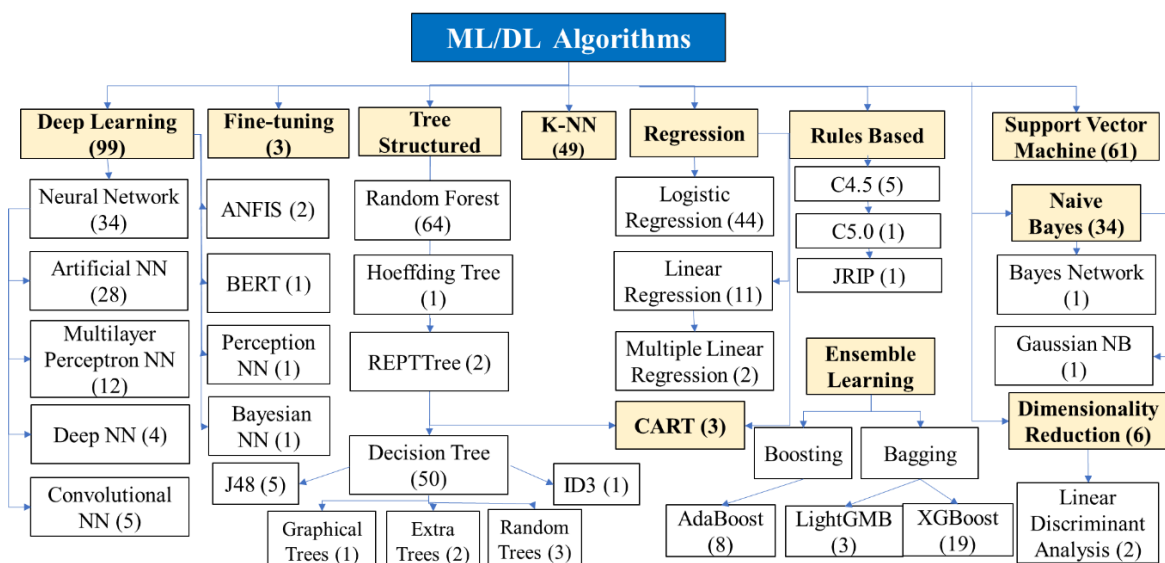 ML/DL Algorithms
Deep Learning
(99)
Fine-tuning
(3)
Tree
Structured
K-NN
(49)
Regression
Rules Based
Support Vector
Machine (61)
Neural Network
(34)
Artificial NN
(28)
Multilayer
Perceptron NN
(12)
Deep NN (4)
Convolutional
NN (5)
ANFIS (2)
BERT (1)
Perception
NN (1)
Bayesian
NN (1)
Random Forest
(64)
Hoeffding Tree
(1)
REPTTree (2)
Decision Tree
(50)
J48 (5)
ID3 (1)
Graphical
Trees (1)
Extra
Trees (2)
Random
Trees (3)
Logistic
Regression (44)
Linear
Regression (11)
Multiple Linear
Regression (2)
CART (3)
C4.5 (5)
C5.0 (1)
JRIP (1)
Ensemble
Learning
Boosting
Bagging
AdaBoost
(8)
LightGMB
(3)
XGBoost
(19)
Naive
Bayes (34)
Bayes Network
(1)
Gaussian NB
(1)
Dimensionality
Reduction (6)
Linear
Discriminant
Analysis (2)